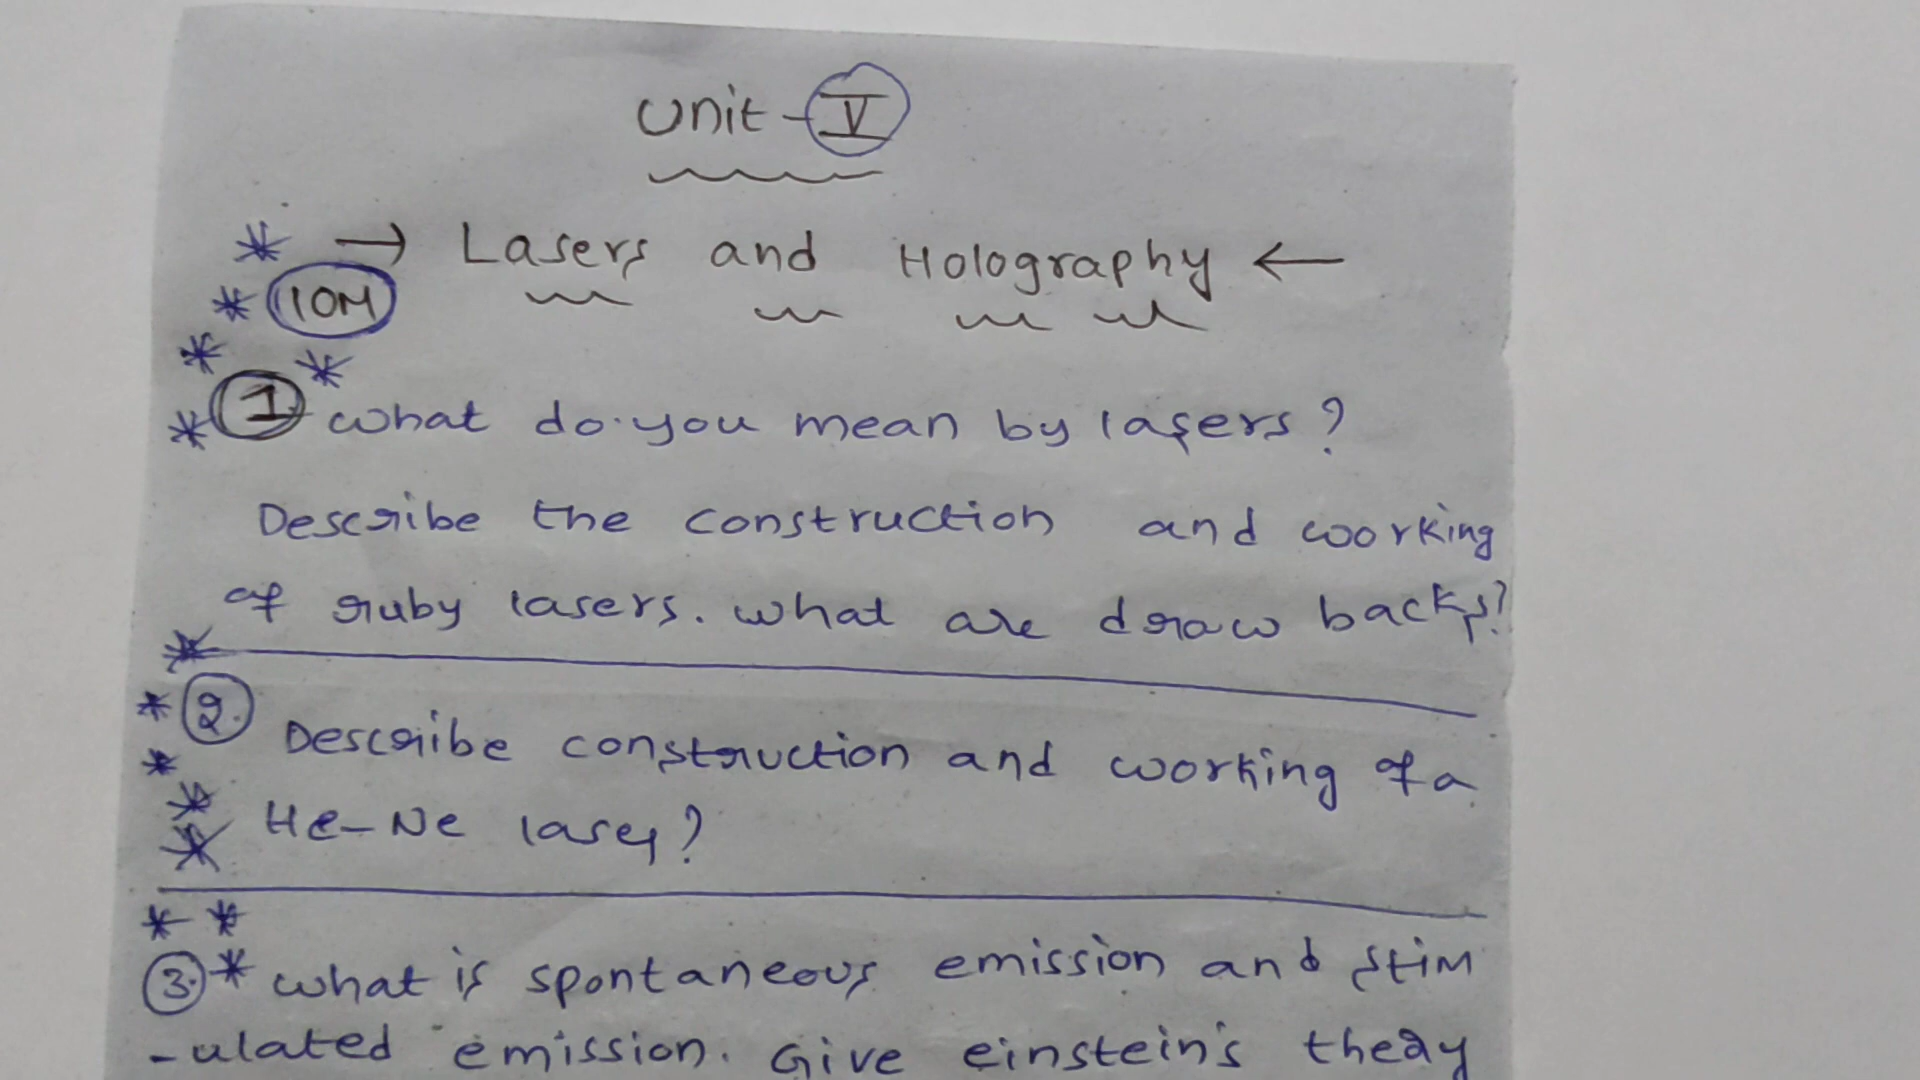 Unit - V
* → Lasers and Holography ←
* 10M
* *
* 1. what do you mean by lasers?
Describe the construction and working
of ruby lasers. what are draw backs?
*
* 2. Describe construction and working of a
*
* He-Ne laser?
*
* *
3. * what is spontaneous emission and stim
-ulated emission. Give einstein's theory